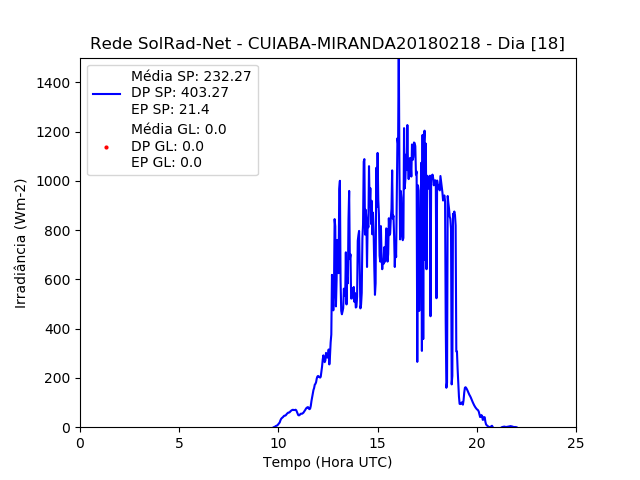 Rede SolRad-Net - CUIABA-MIRANDA20180218 - Dia [18]
Média SP: 232.27
DP SP: 403.27
EP SP: 21.4
Média GL: 0.0
DP GL: 0.0
EP GL: 0.0
1400
1200
1000
800
600
400
200
0
Irradiância (Wm-2)
0 5 10 15 20 25
Tempo (Hora UTC)